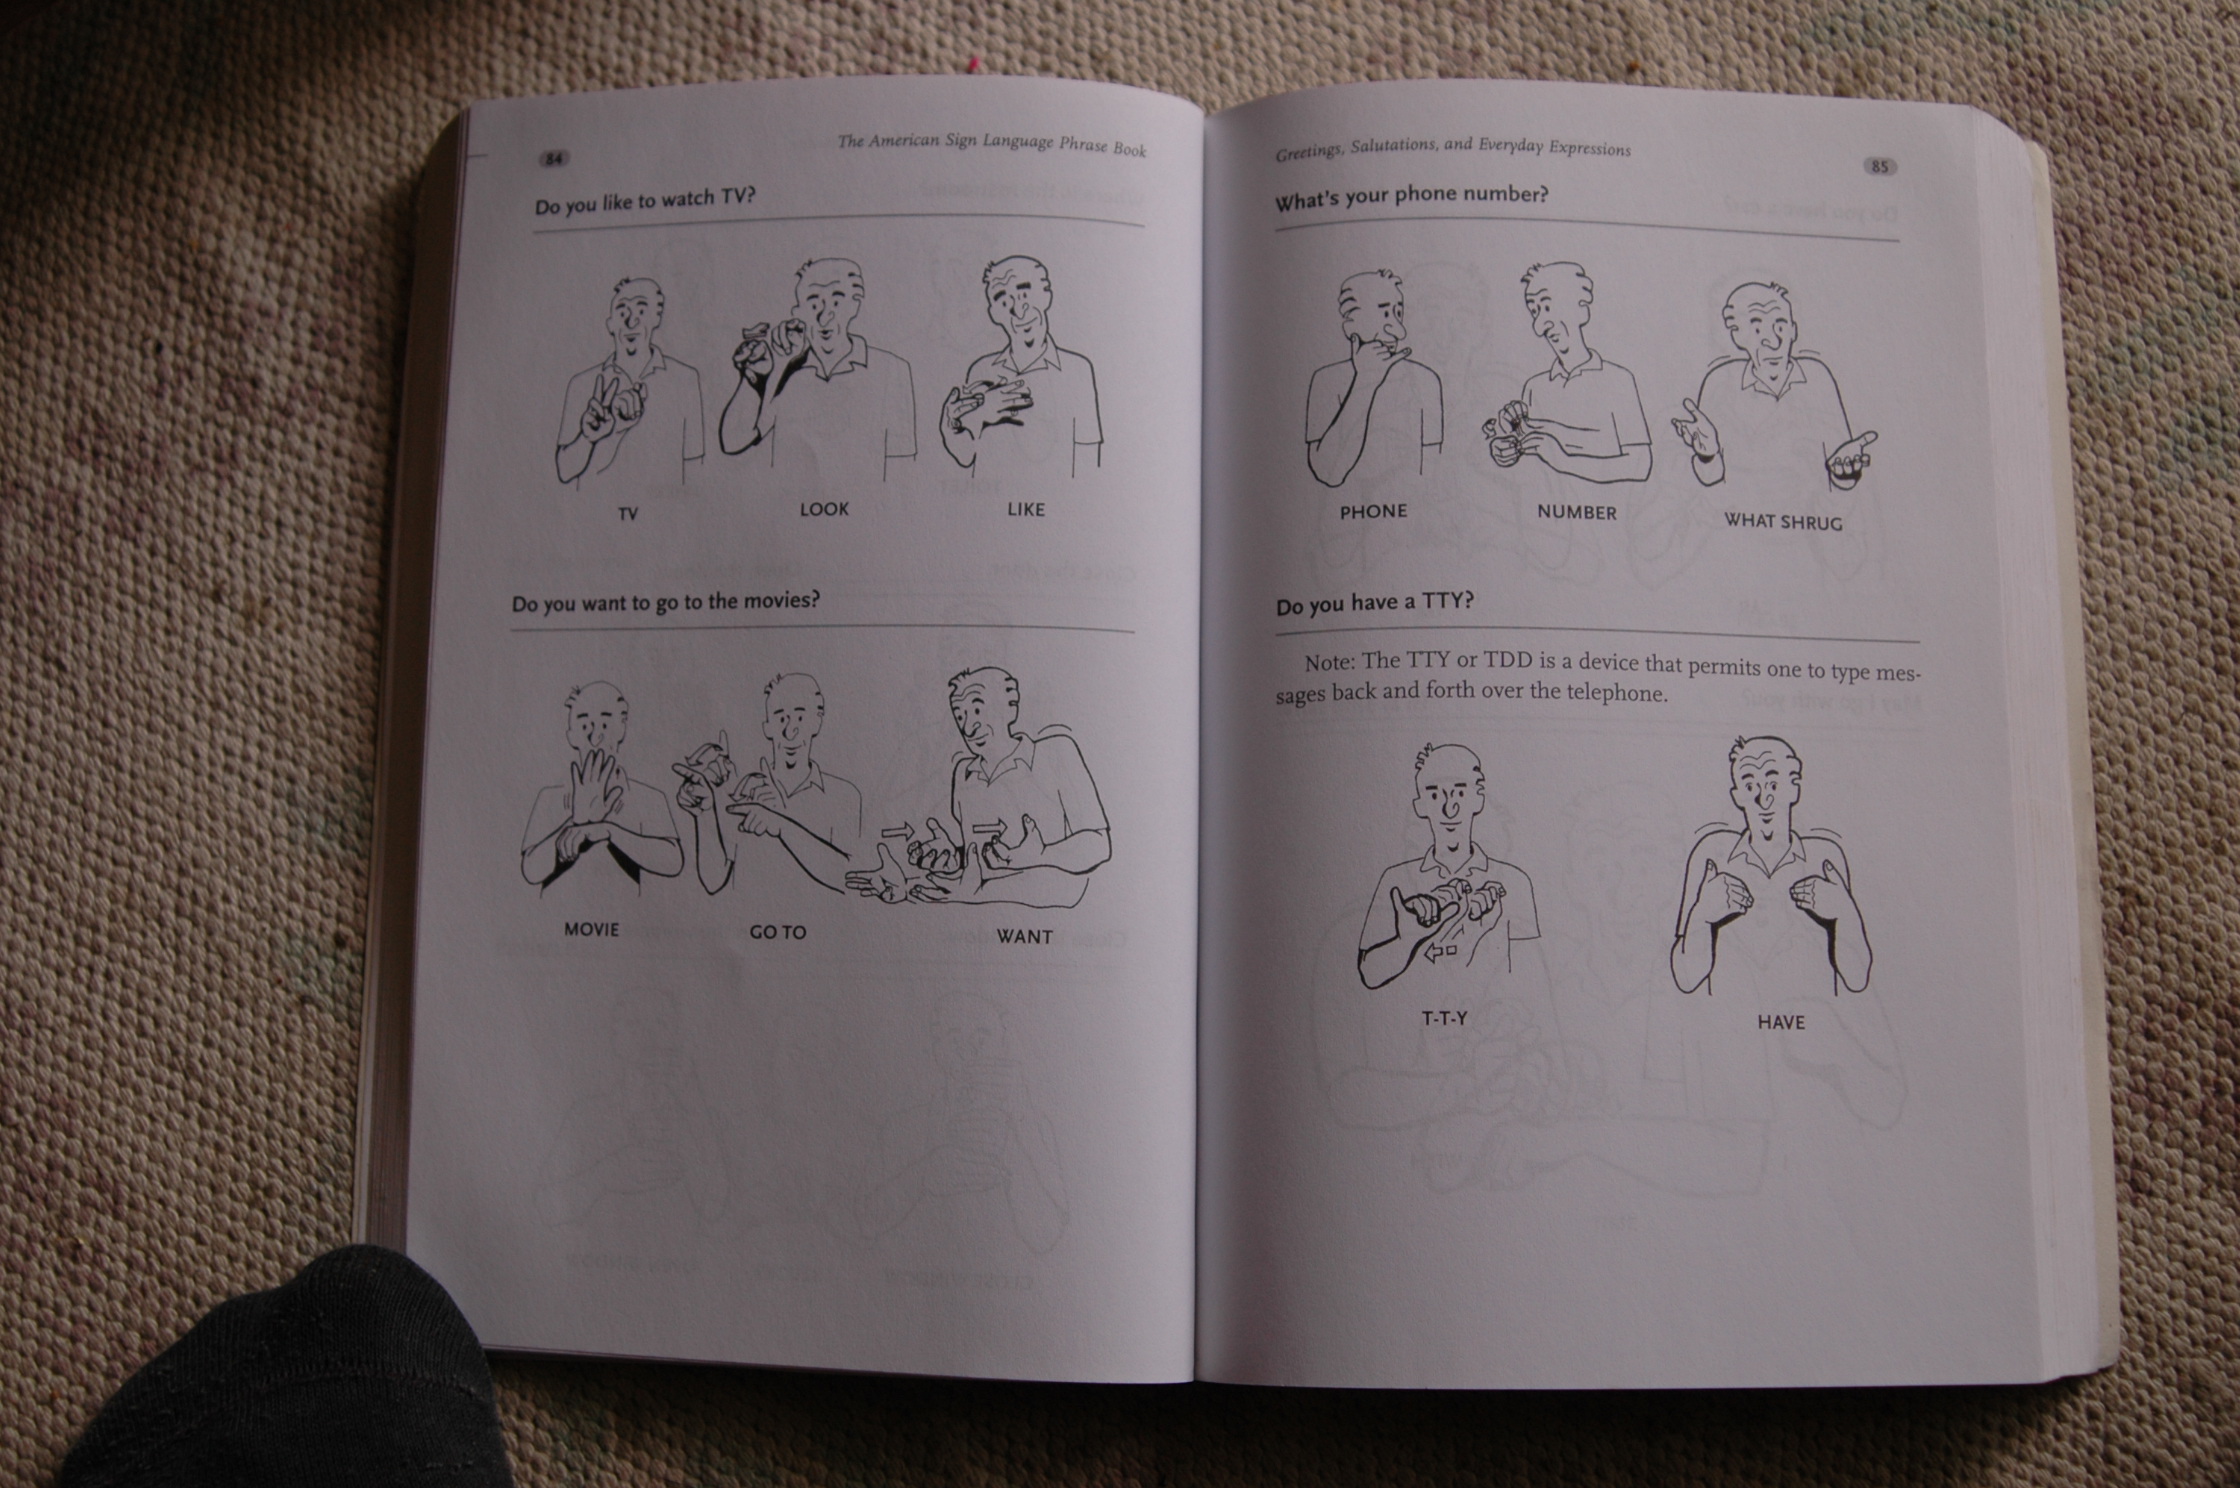 84
The American Sign Language Phrase Book
Do you like to watch TV?
TV
LOOK
LIKE
Do you want to go to the movies?
MOVIE
GO TO
WANT
Greetings, Salutations, and Everyday Expressions
85
What's your phone number?
PHONE
NUMBER
WHAT SHRUG
Do you have a TTY?
Note: The TTY or TDD is a device that permits one to type mes-
sages back and forth over the telephone.
T-T-Y
HAVE